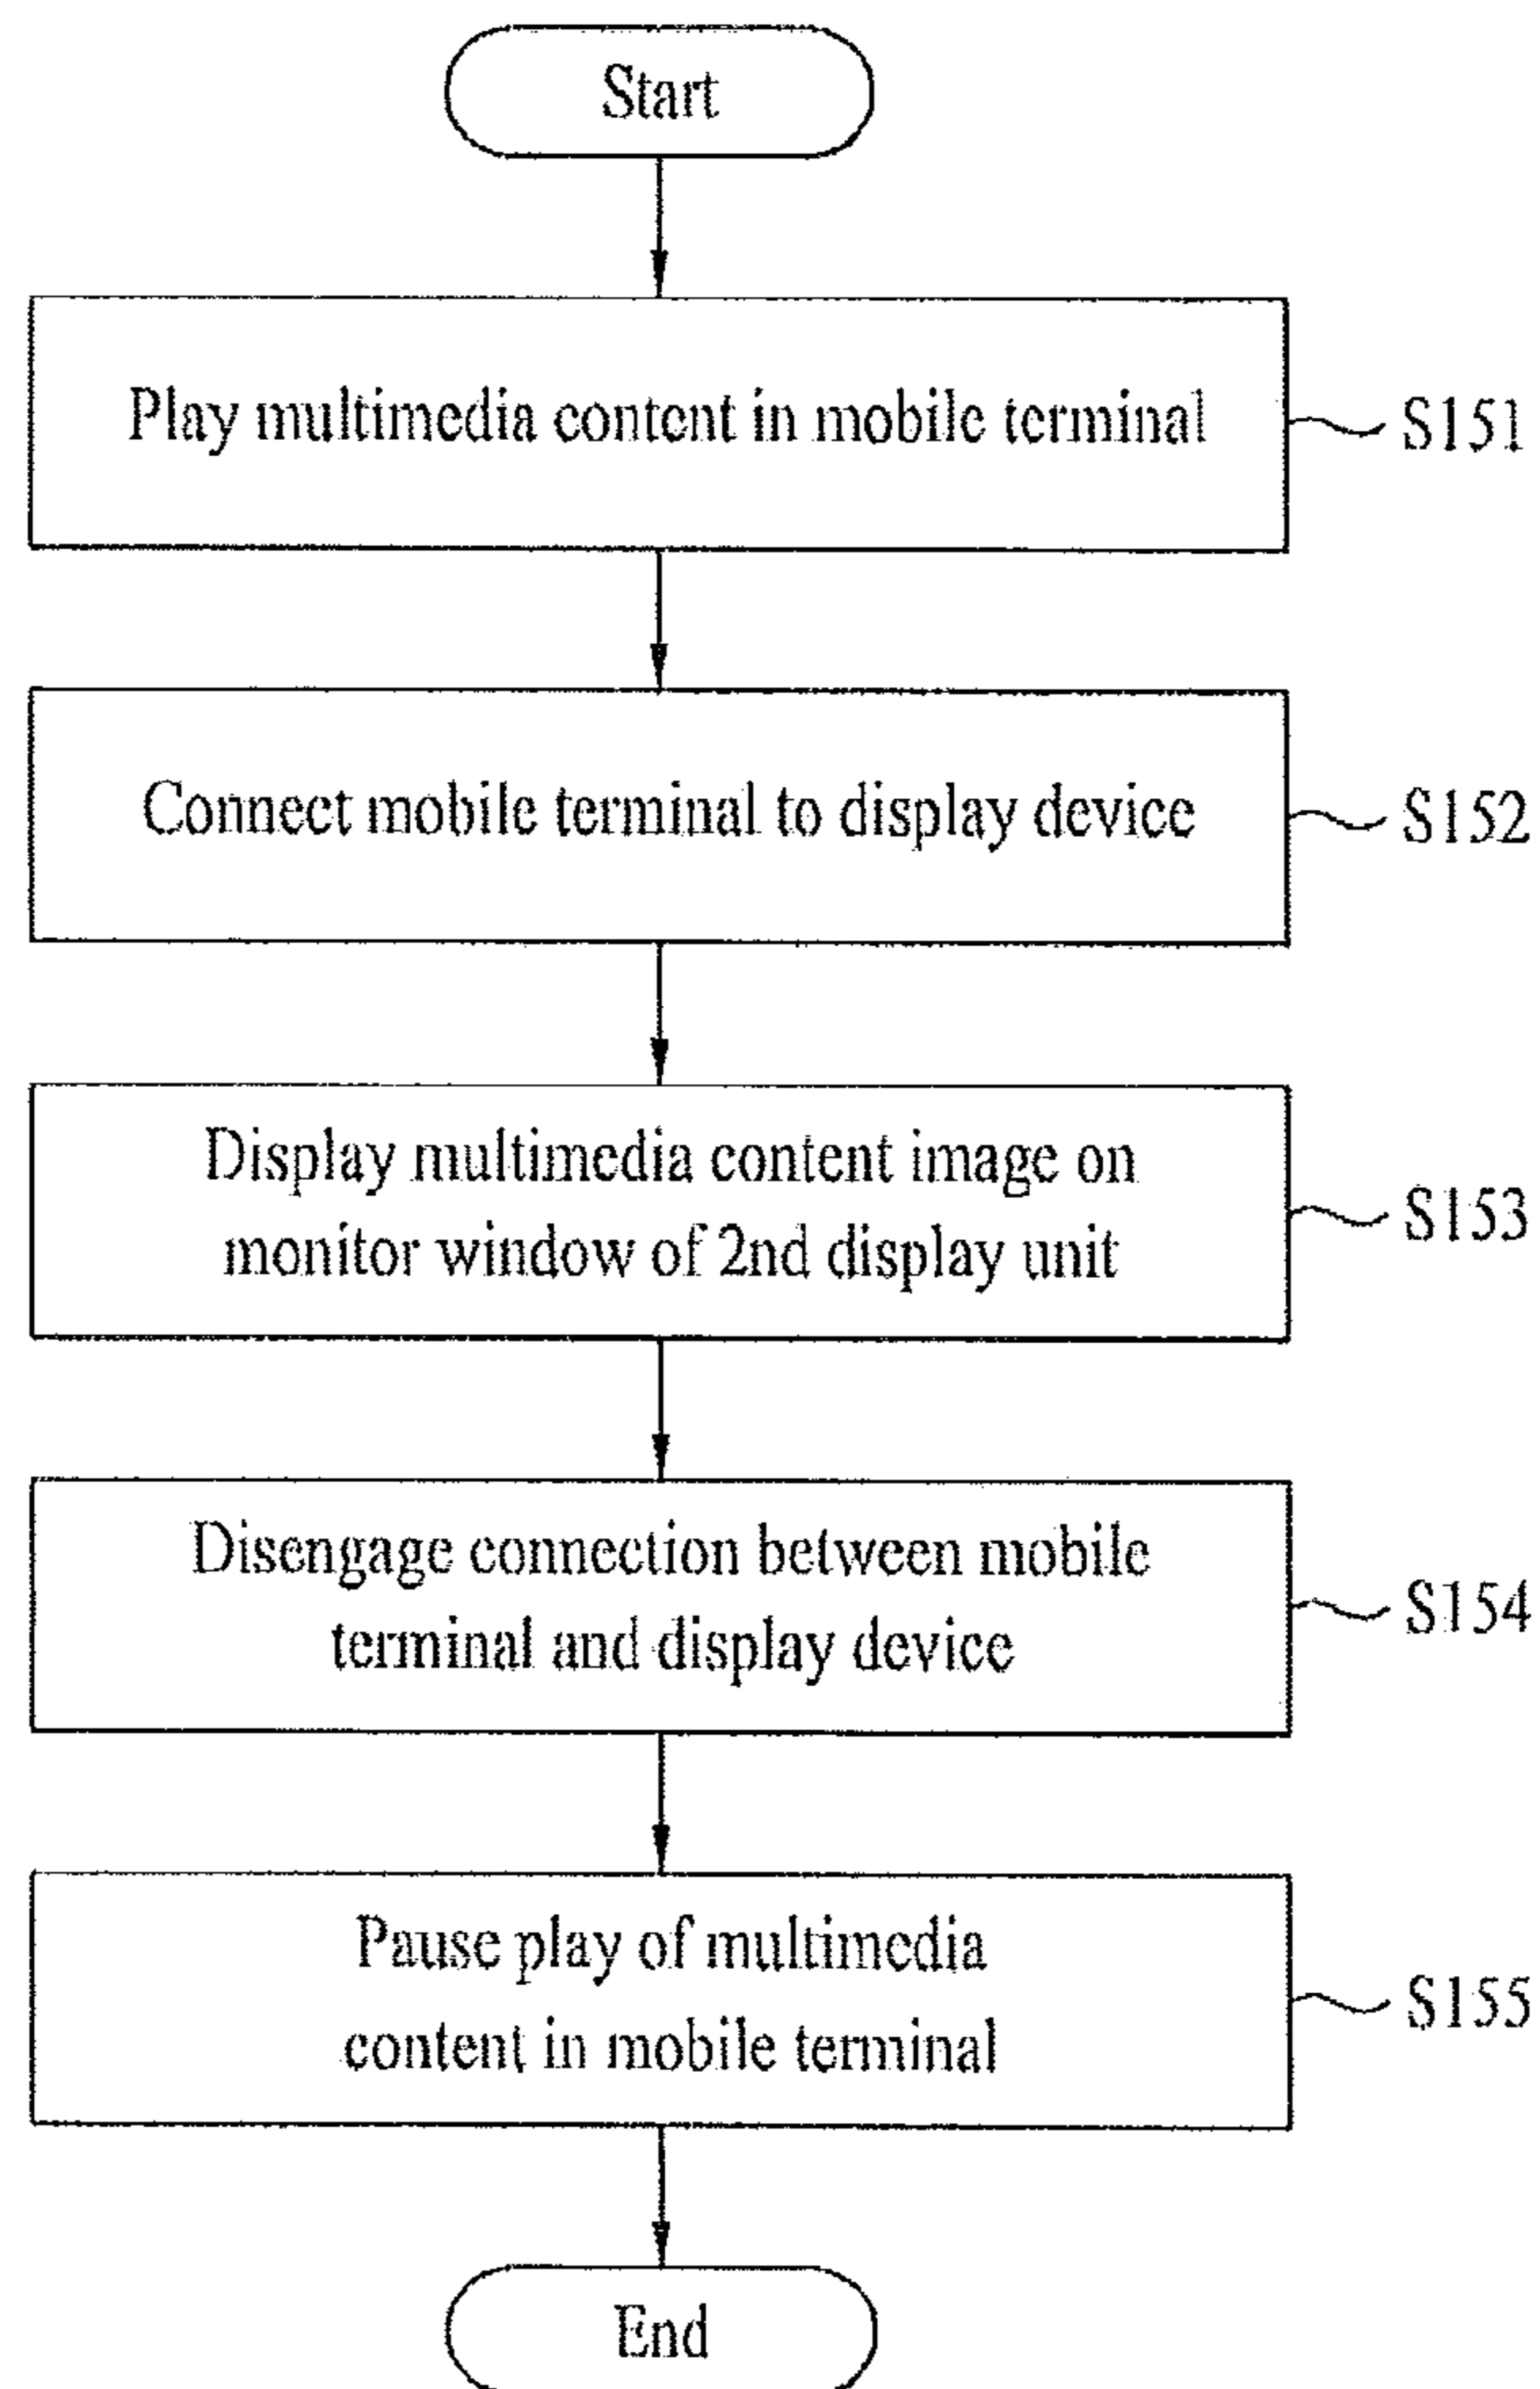 Start
Play multimedia content in mobile terminal
S151
Connect mobile terminal to display device
S152
Display multimedia content image on
monitor window of 2nd display unit
S153
Disengage connection between mobile
terminal and display device
S154
Pause play of multimedia
content in mobile terminal
S155
End